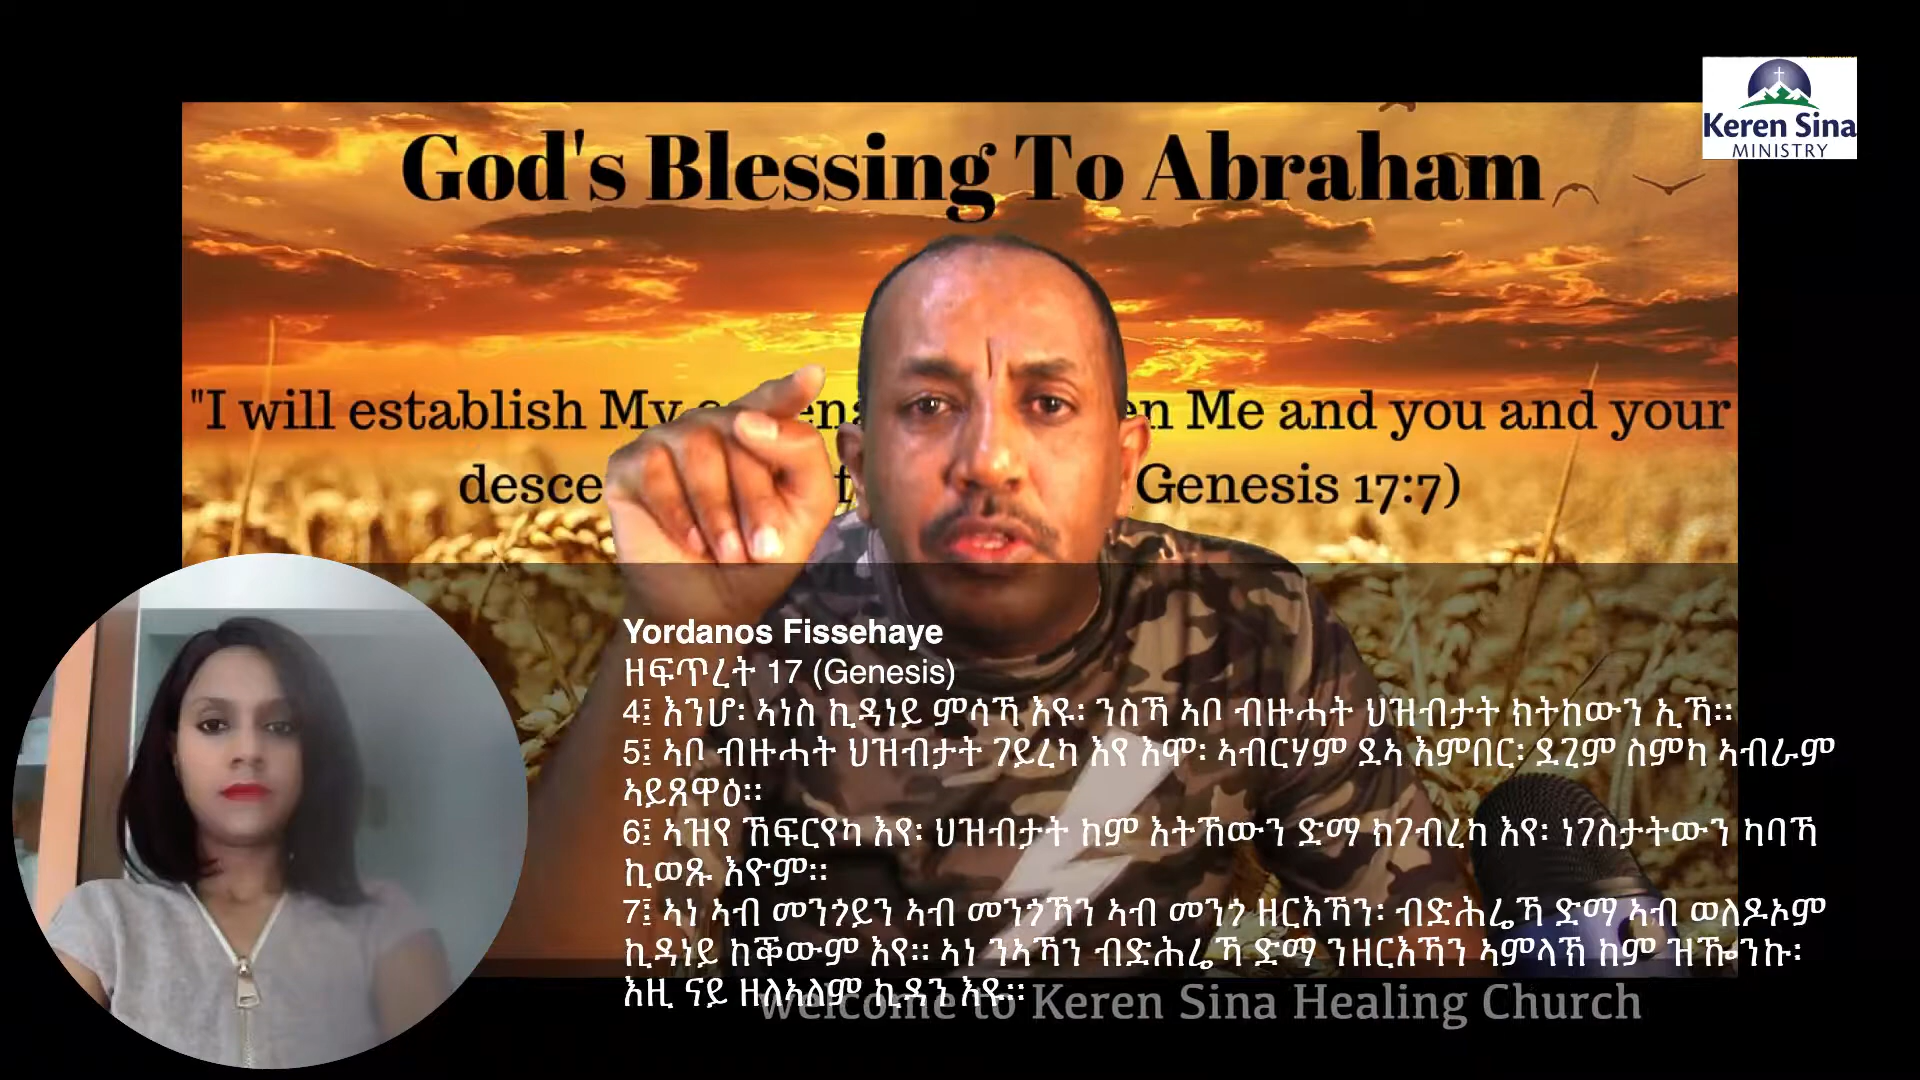 Keren Sina
MINISTRY
God's Blessing To Abraham
"I will establish My en Me and you and your
desce Genesis 17:7)
Yordanos Fissehaye
ዘፍጥረት 17 (Genesis)
4፤ እንሆ፡ ኣነስ ኪዳነይ ምሳኻ እዩ፡ ንስኻ ኣቦ ብዙሓት ህዝብታት ክትከውን ኢኻ።
5፤ ኣቦ ብዙሓት ህዝብታት ገይረካ እየ እሞ፡ ኣብርሃም ደኣ እምበር፡ ደጊም ስምካ ኣብራም
ኣይጸዋዕ።
6፤ ኣዝየ ኸፍርየካ እየ፡ ህዝብታት ከም እትኸውን ድማ ክገብረካ እየ፡ ነገስታትውን ካባኻ
ኪወጹ እዮም።
7፤ ኣነ ኣብ መንጎይን ኣብ መንጎኻን ኣብ መንጎ ዘርእኻን፡ ብድሕሬኻ ድማ ኣብ ወለዶኦም
ኪዳነይ ከቕውም እየ። ኣነ ንኣኻን ብድሕሬኻ ድማ ንዘርእኻን ኣምላኽ ከም ዝዀንኩ፡
እዚ ናይ ዘለኣለም ኪዳን እዩ።
welcome to Keren Sina Healing Church